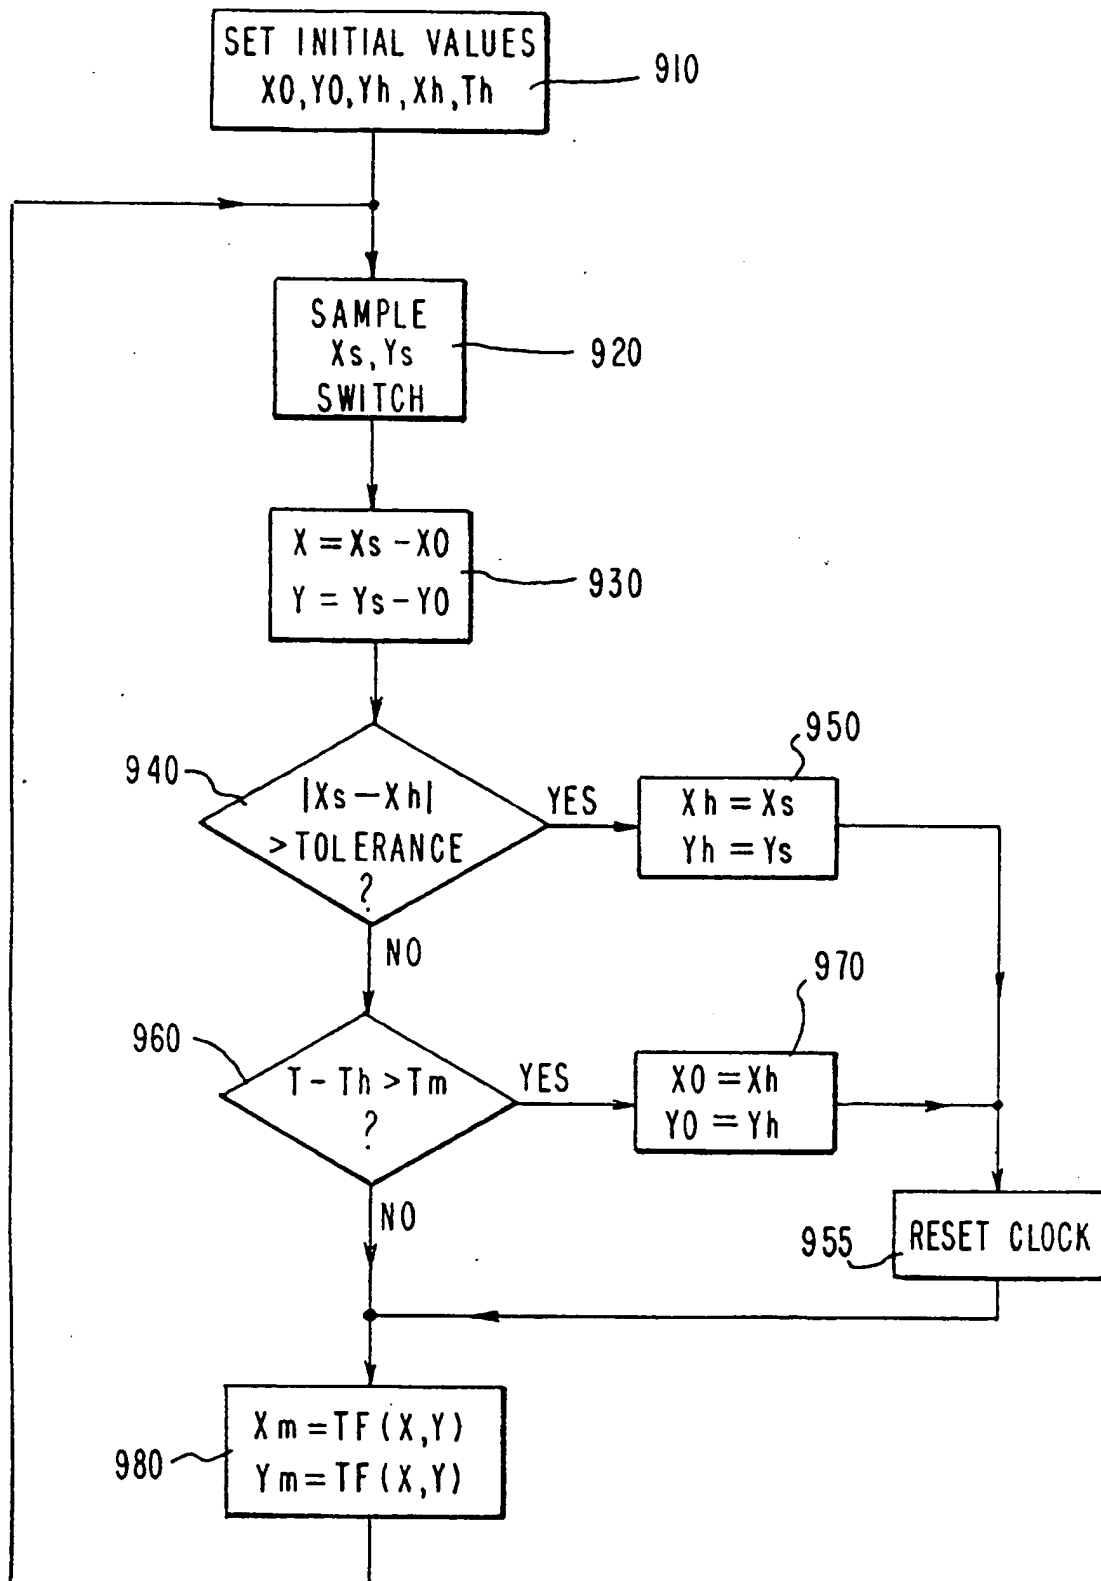 SET INITIAL VALUES
X0, Y0, Yh, Xh, Th
910
SAMPLE
Xs, Ys
SWITCH
920
X = Xs - X0
Y = Ys - Y0
930
940
|Xs - Xh|
> TOLERANCE
?
YES
950
Xh = Xs
Yh = Ys
NO
960
T - Th > Tm
?
YES
970
X0 = Xh
Y0 = Yh
NO
955
RESET CLOCK
980
Xm = TF (X, Y)
Ym = TF (X, Y)